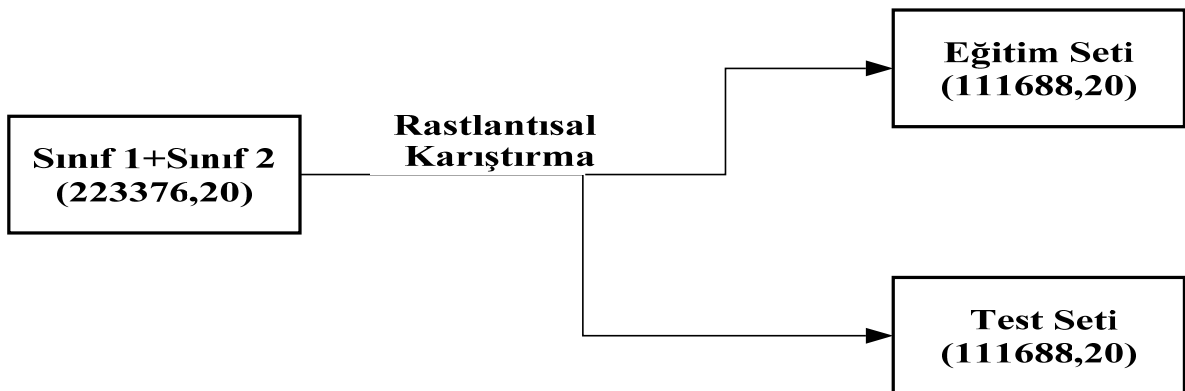 Sınıf 1+Sınıf 2
(223376,20)
Rastlantısal
Karıştırma
Eğitim Seti
(111688,20)
Test Seti
(111688,20)